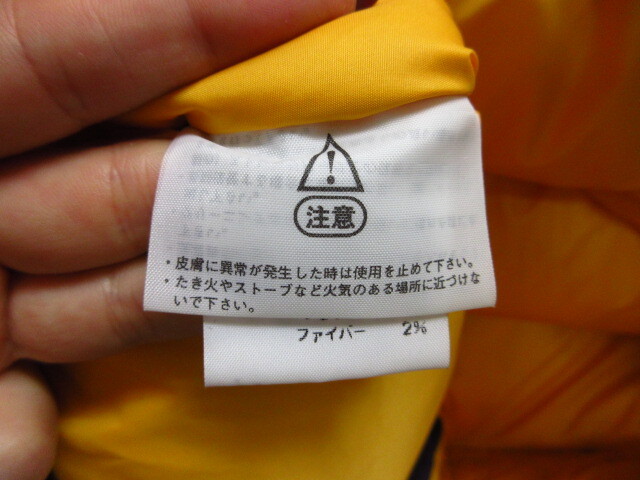 注意
・皮膚に異常が発生した時は使用を止めて下さい。
・たき火やストーブなど火気のある場所に近づけな
いで下さい。
ファイバー 2%